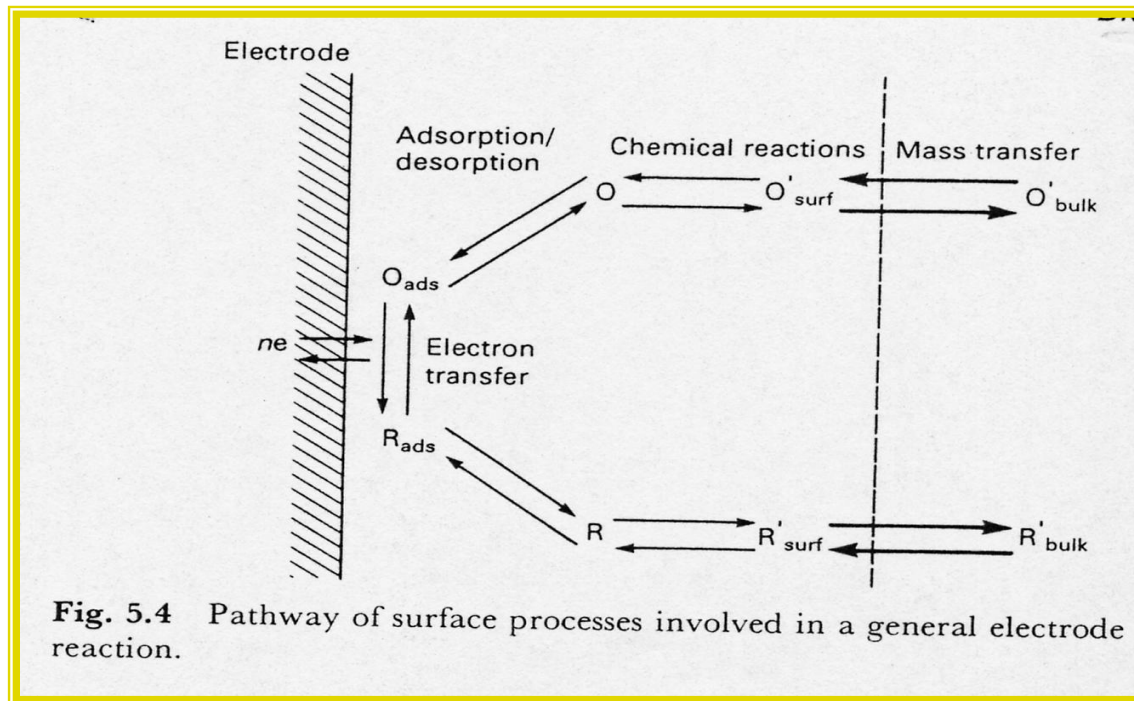 Electrode
Adsorption/
desorption
Chemical reactions
Mass transfer
O
O'surf
O'bulk
Oads
ne
Electron
transfer
Rads
R
R'surf
R'bulk
Fig. 5.4 Pathway of surface processes involved in a general electrode
reaction.